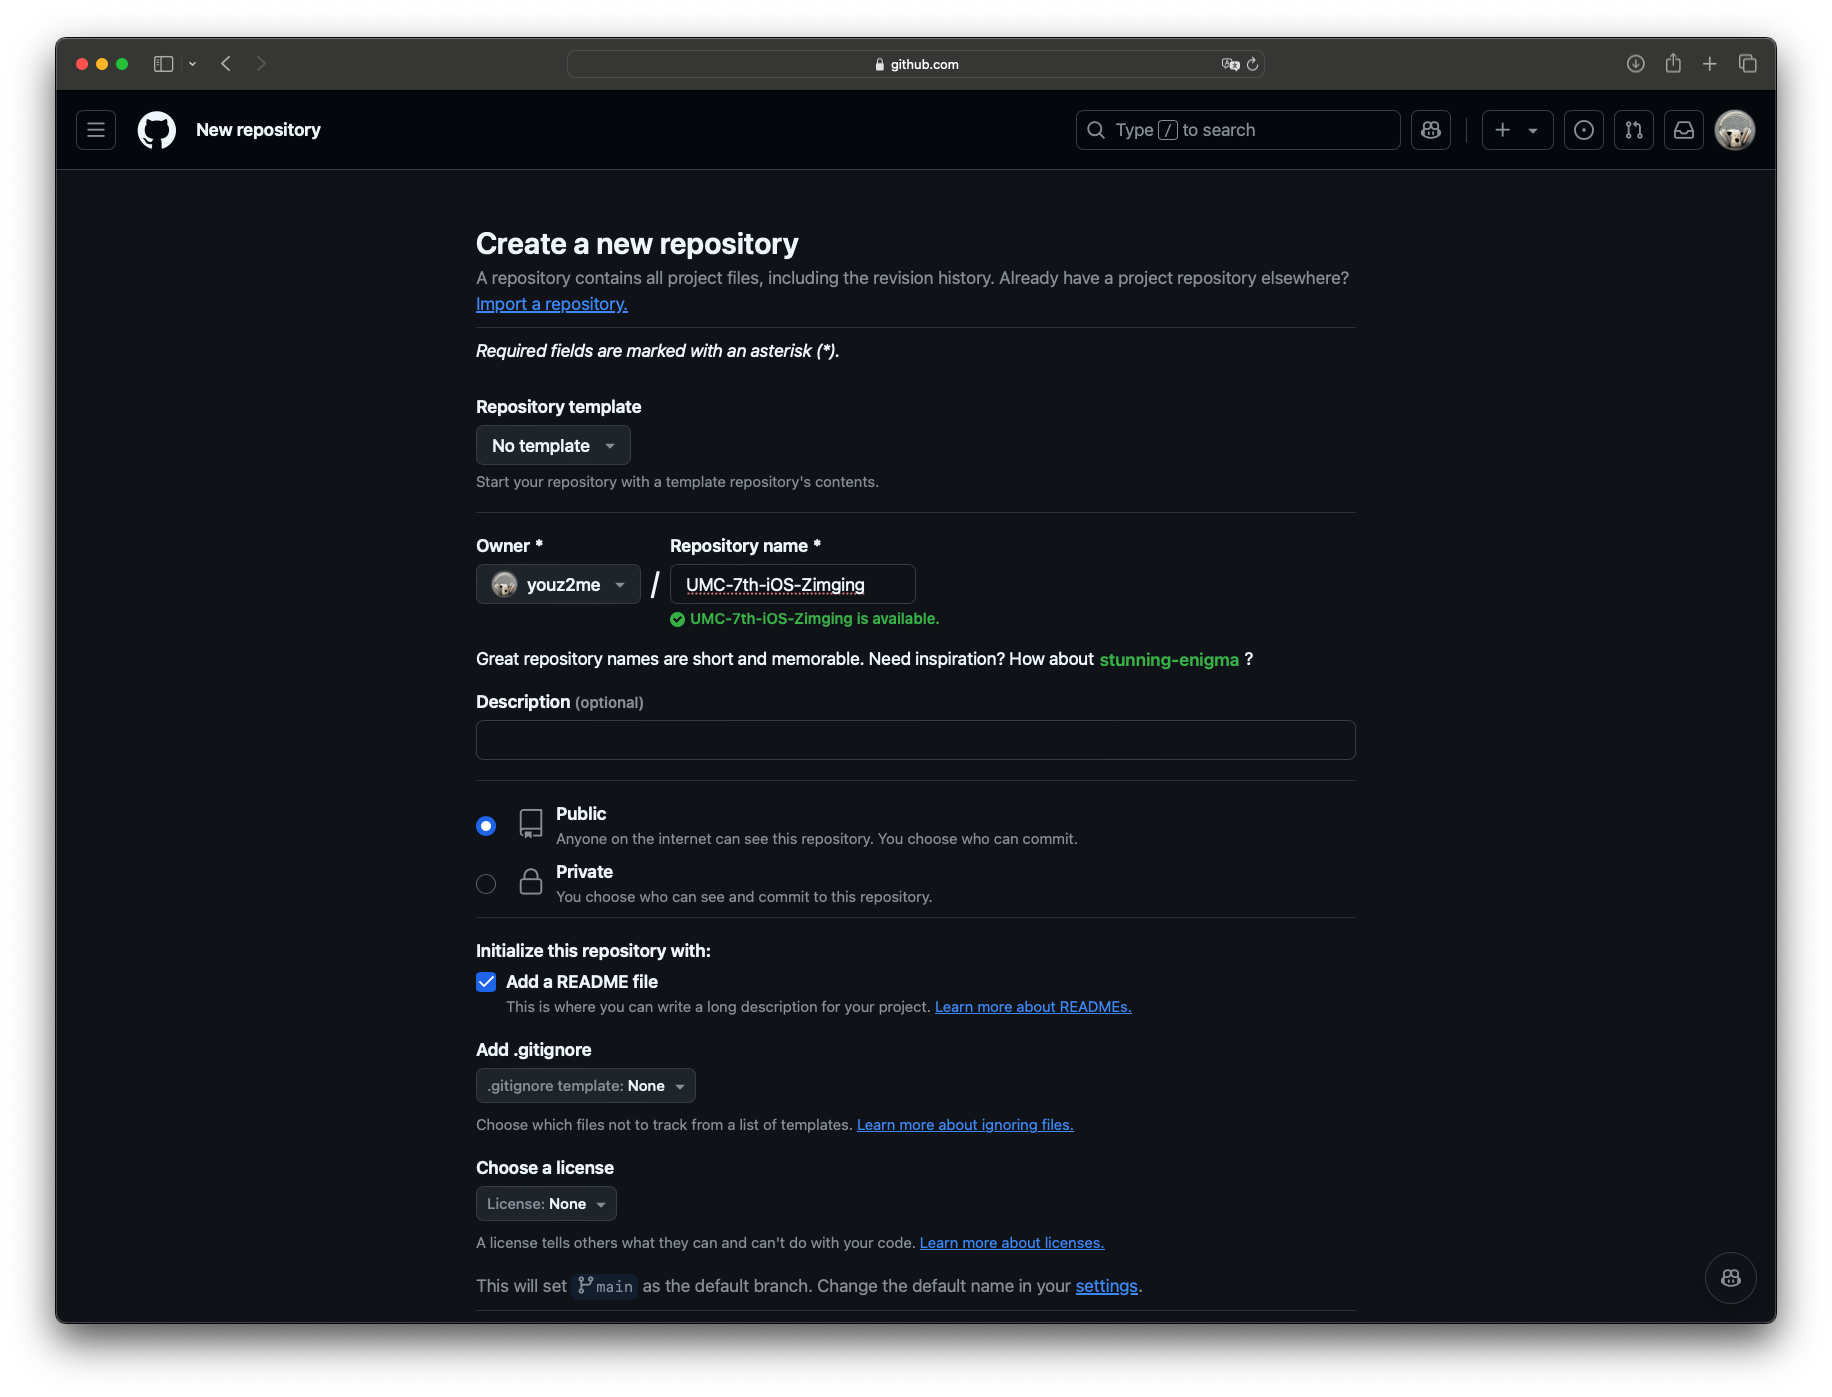 github.com
New repository
Type / to search
Create a new repository
A repository contains all project files, including the revision history. Already have a project repository elsewhere?
Import a repository.
Required fields are marked with an asterisk (*).
Repository template
No template
Start your repository with a template repository's contents.
Owner * Repository name *
youz2me / UMC-7th-iOS-Zimging
UMC-7th-iOS-Zimging is available.
Great repository names are short and memorable. Need inspiration? How about stunning-enigma ?
Description (optional)
Public
Anyone on the internet can see this repository. You choose who can commit.
Private
You choose who can see and commit to this repository.
Initialize this repository with:
Add a README file
This is where you can write a long description for your project. Learn more about READMEs.
Add .gitignore
.gitignore template: None
Choose which files not to track from a list of templates. Learn more about ignoring files.
Choose a license
License: None
A license tells others what they can and can't do with your code. Learn more about licenses.
This will set main as the default branch. Change the default name in your settings.